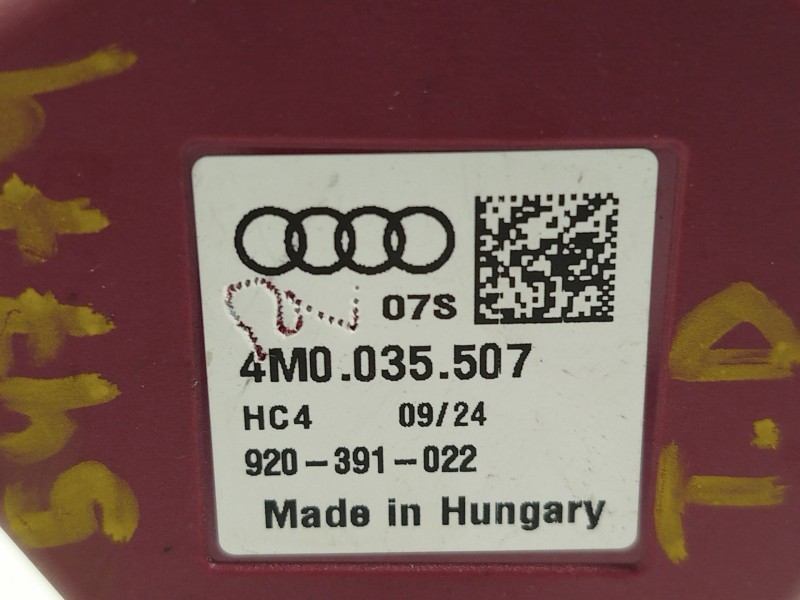 07S
4M0.035.507
HC4 09/24
920-391-022
Made in Hungary
D.I